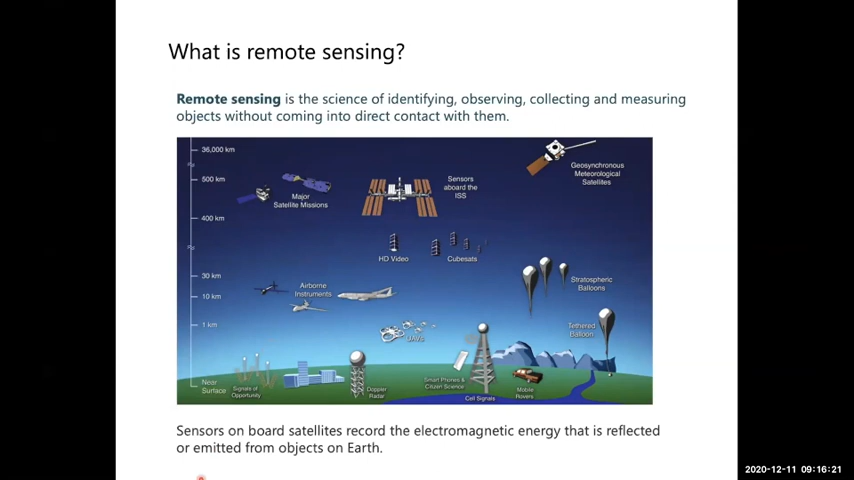 What is remote sensing?
Remote sensing is the science of identifying, observing, collecting and measuring
objects without coming into direct contact with them.
36,000 km
500 km
400 km
30 km
10 km
1 km
Near
Surface
Major
Satellite Missions
Sensors
aboard the
ISS
Geosynchronous
Meteorological
Satellites
HD Video
Cubesats
Airborne
Instruments
Stratospheric
Balloons
UAVs
Tethered
Balloon
Signals of
Opportunity
Doppler
Radar
Smart Phones &
Citizen Science
Cell Signals
Mobile
Rovers
Sensors on board satellites record the electromagnetic energy that is reflected
or emitted from objects on Earth.
2020-12-11 09:16:21